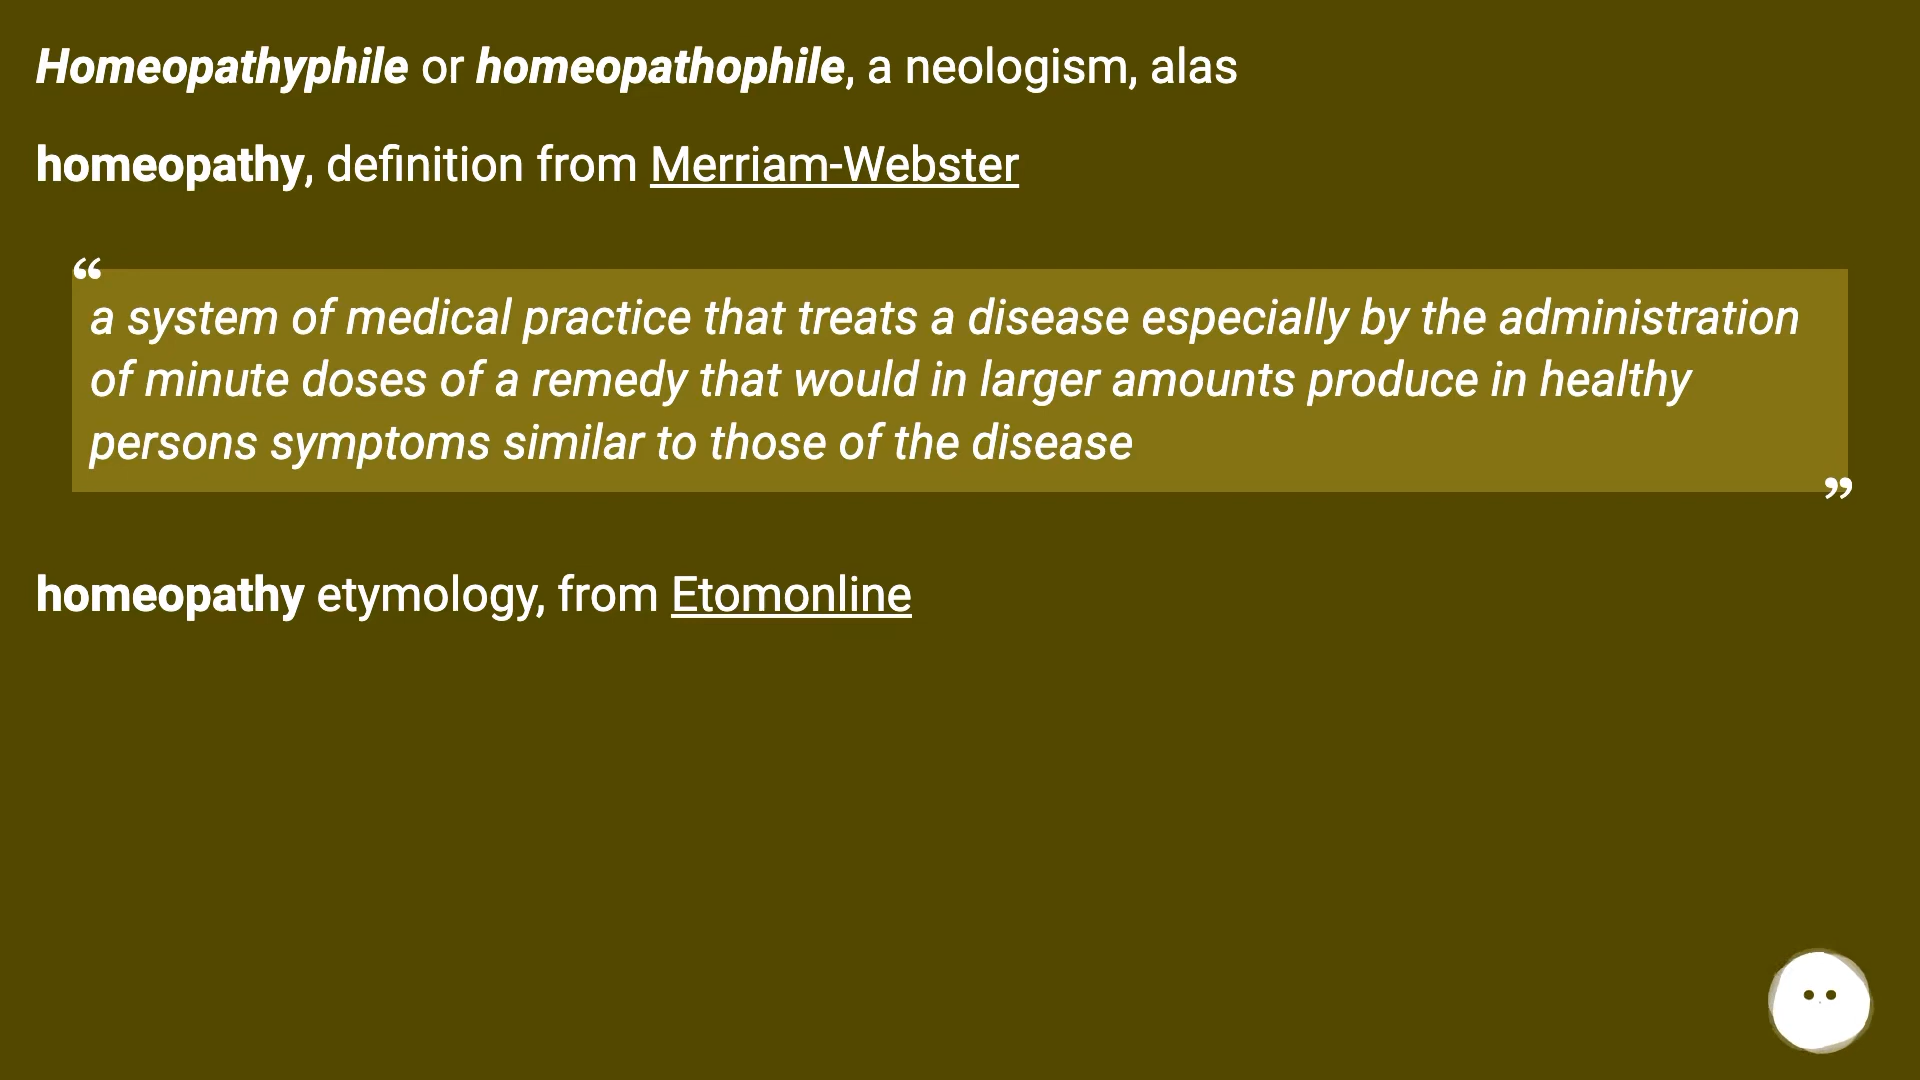 Homeopathyphile or homeopathophile, a neologism, alas
homeopathy, definition from Merriam-Webster
“
a system of medical practice that treats a disease especially by the administration
of minute doses of a remedy that would in larger amounts produce in healthy
persons symptoms similar to those of the disease
”
homeopathy etymology, from Etomonline